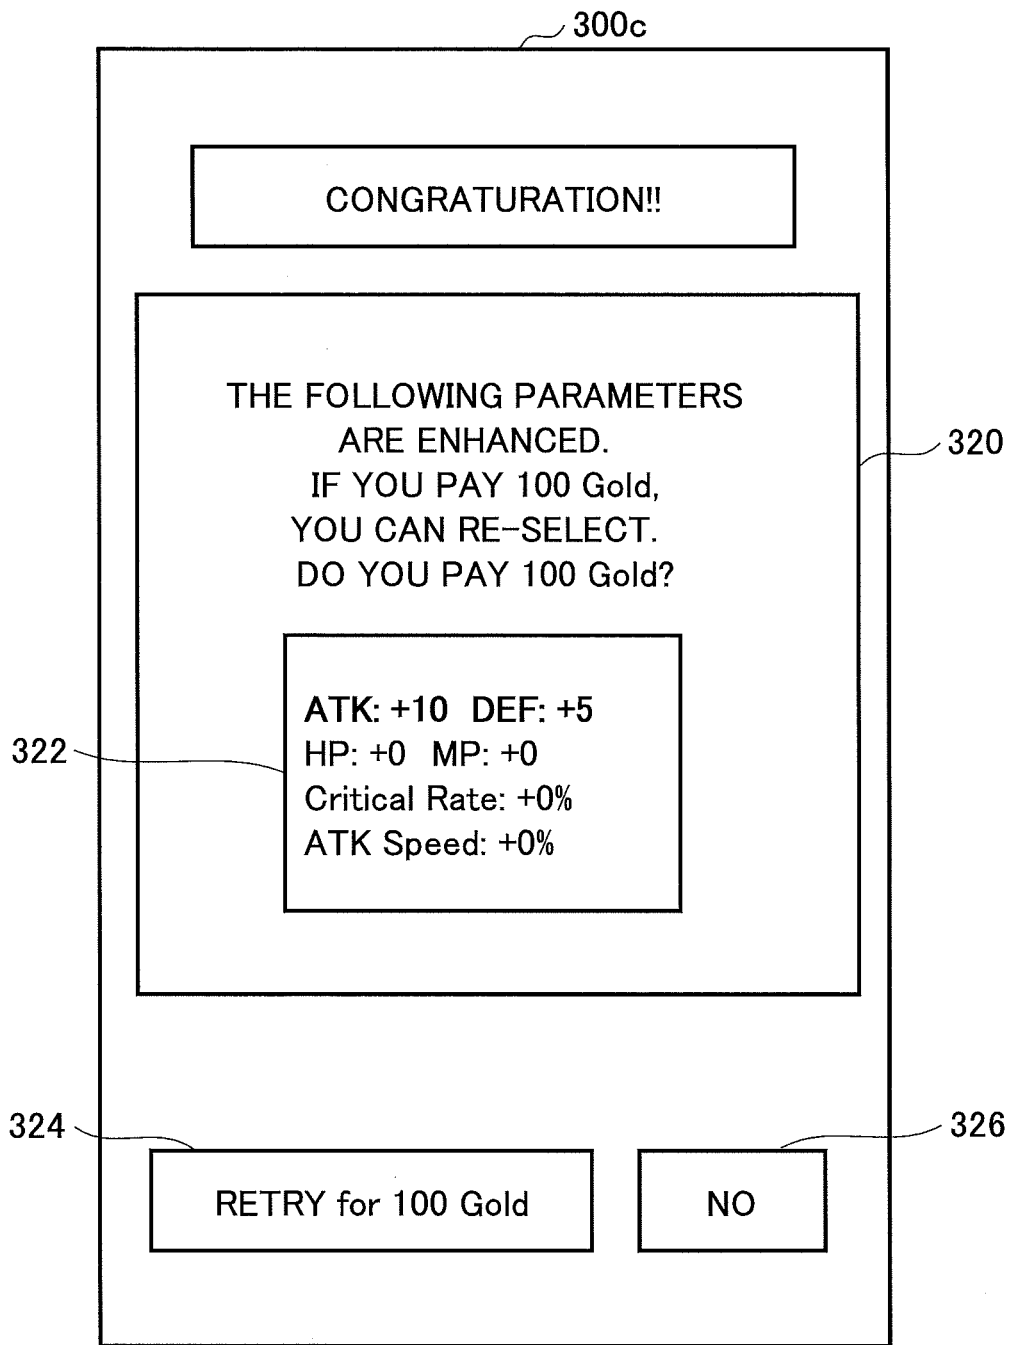 300c
CONGRATURATION!!
THE FOLLOWING PARAMETERS
ARE ENHANCED.
320
IF YOU PAY 100 Gold,
YOU CAN RE-SELECT.
DO YOU PAY 100 Gold?
ATK: +10 DEF: +5
322
HP: +0 MP: +0
Critical Rate: +0%
ATK Speed: +0%
324
326
RETRY for 100 Gold
NO